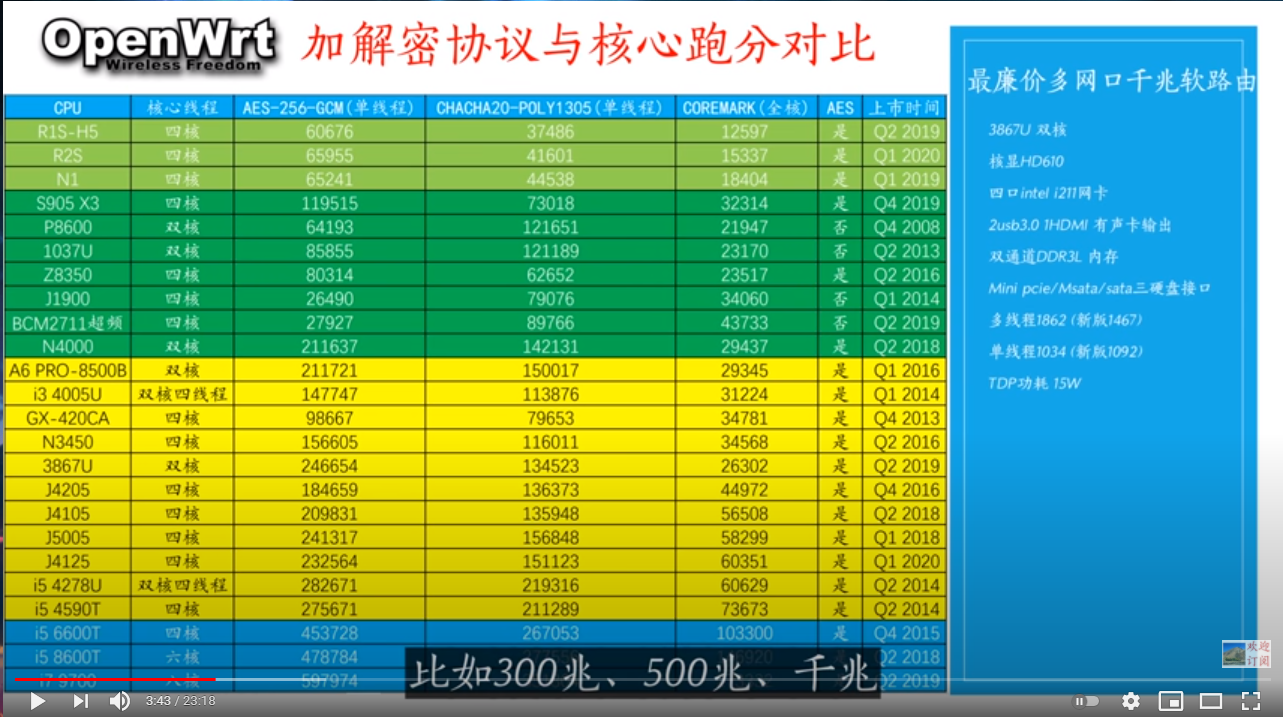 OpenWrt 加解密协议与核心跑分对比
Wireless Freedom
CPU 核心线程 AES-256-GCM(单线程) CHACHA20-POLY1305(单线程) COREMARK(全核) AES 上市时间
R1S-H5 四核 60676 37486 12597 是 Q2 2019
R2S 四核 65955 41601 15337 是 Q1 2020
N1 四核 65241 44538 18404 是 Q1 2019
S905 X3 四核 119515 73018 32314 是 Q4 2019
P8600 双核 64193 121651 21947 否 Q4 2008
1037U 双核 85855 121189 23170 否 Q2 2013
Z8350 四核 80314 62652 23517 是 Q2 2016
J1900 四核 26490 79076 34060 否 Q1 2014
BCM2711超频 四核 27927 89766 43733 否 Q2 2019
N4000 双核 211637 142131 29437 是 Q2 2018
A6 PRO-8500B 双核 211721 150017 29345 是 Q1 2016
i3 4005U 双核四线程 147747 113876 31224 是 Q1 2014
GX-420CA 四核 98667 79653 34781 是 Q4 2013
N3450 四核 156605 116011 34568 是 Q2 2016
3867U 双核 246654 134523 26302 是 Q2 2019
J4205 四核 184659 136373 44972 是 Q4 2016
J4105 四核 209831 135948 56508 是 Q2 2018
J5005 四核 241317 156848 58299 是 Q1 2018
J4125 四核 232564 151123 60351 是 Q1 2020
i5 4278U 双核四线程 282671 219316 60629 是 Q2 2014
i5 4590T 四核 275671 211289 73673 是 Q2 2014
i5 6600T 四核 453728 267053 103300 是 Q4 2015
i5 8600T 六核 478784 Q2 2018
i7 9700 八核 597974 Q2 2019
最廉价多网口千兆软路由
3867U 双核
核显HD610
四口intel i211网卡
2usb3.0 1HDMI 有声卡输出
双通道DDR3L 内存
Mini pcie/Msata/sata三硬盘接口
多线程1862 (新版1467)
单线程1034 (新版1092)
TDP功耗 15W
欢迎
订阅
比如300兆、500兆、千兆
3:43 / 23:18